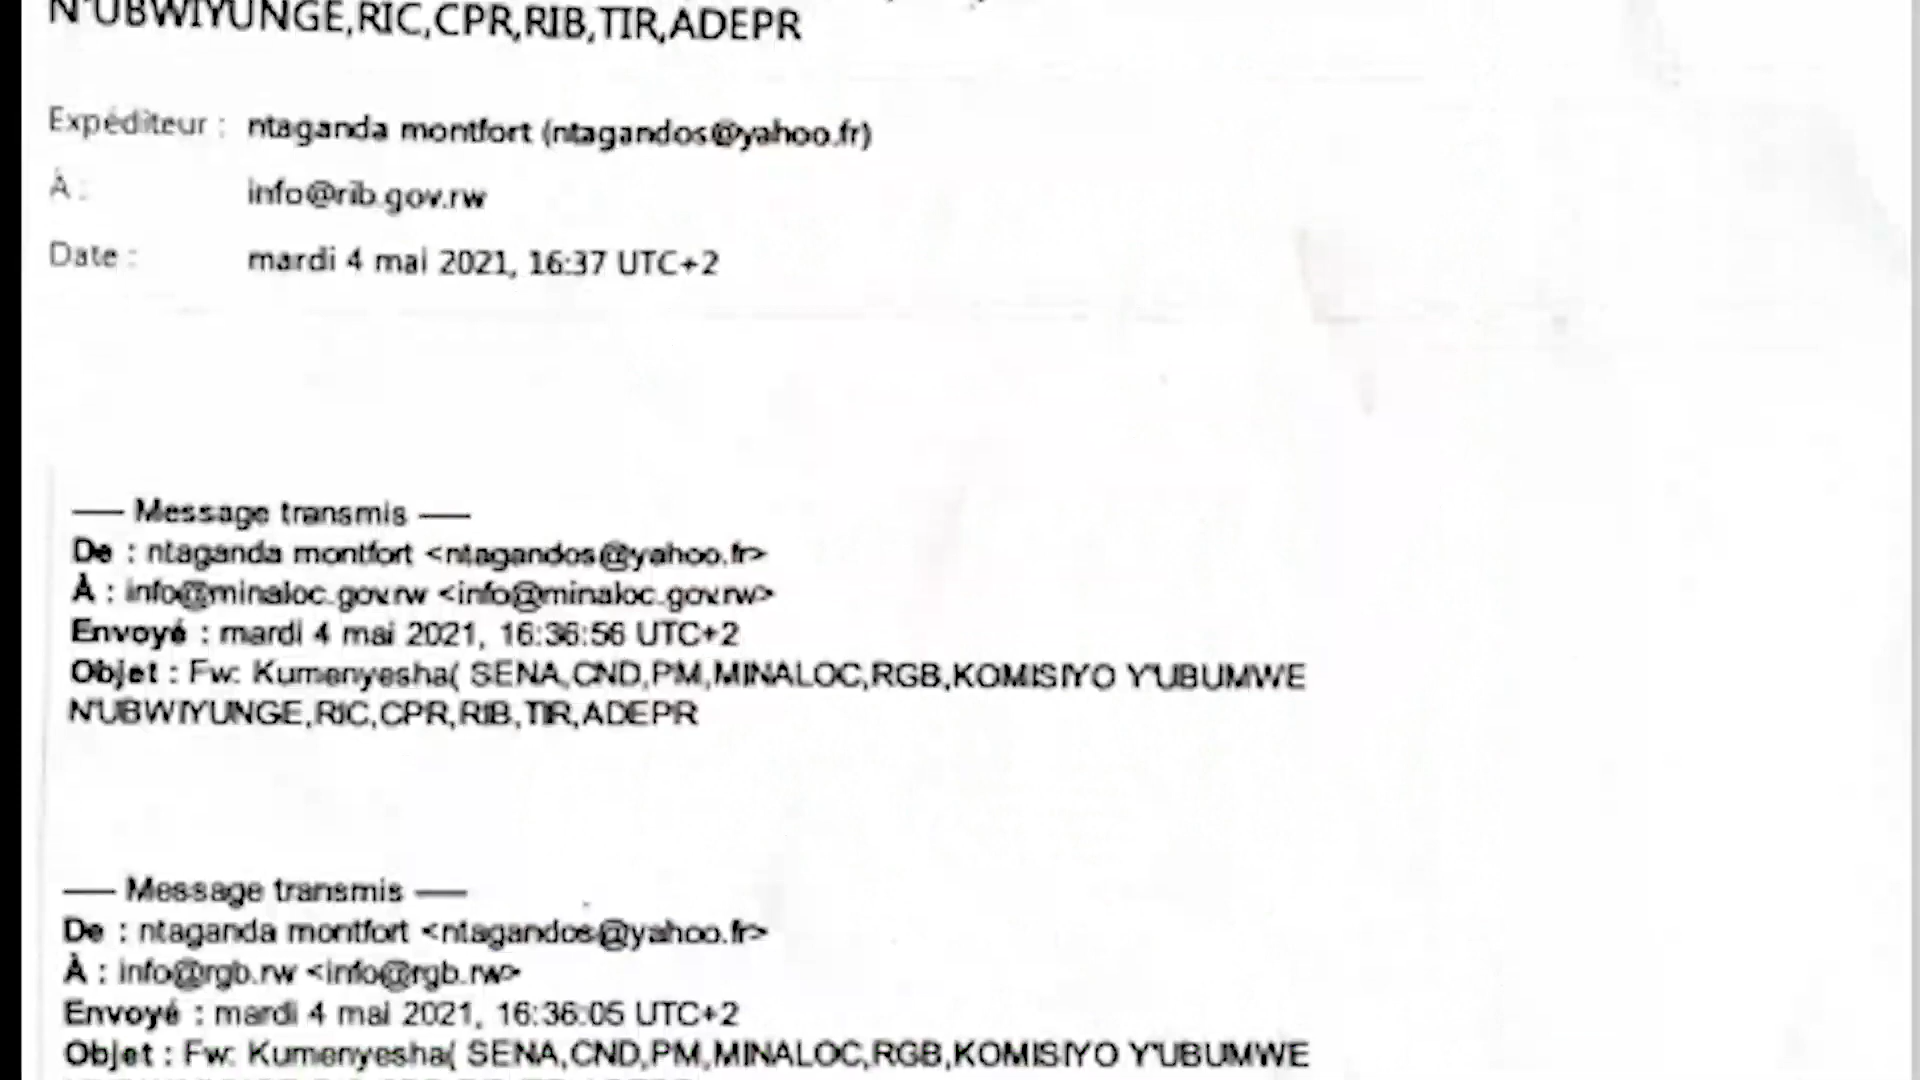 N'UBWIYUNGE,RIC,CPR,RIB,TIR,ADEPR
Expéditeur : ntaganda montfort (ntagandos@yahoo.fr)
À : info@rib.gov.rw
Date : mardi 4 mai 2021, 16:37 UTC+2
— Message transmis —
De : ntaganda montfort <ntagandos@yahoo.fr>
À : info@minaloc.gov.rw <info@minaloc.gov.rw>
Envoyé : mardi 4 mai 2021, 16:36:56 UTC+2
Objet : Fw: Kumenyesha( SENA,CND,PM,MINALOC,RGB,KOMISIYO Y'UBUMWE
N'UBWIYUNGE,RIC,CPR,RIB,TIR,ADEPR
— Message transmis —
De : ntaganda montfort <ntagandos@yahoo.fr>
À : info@rgb.rw <info@rgb.rw>
Envoyé : mardi 4 mai 2021, 16:36:05 UTC+2
Objet : Fw: Kumenyesha( SENA,CND,PM,MINALOC,RGB,KOMISIYO Y'UBUMWE